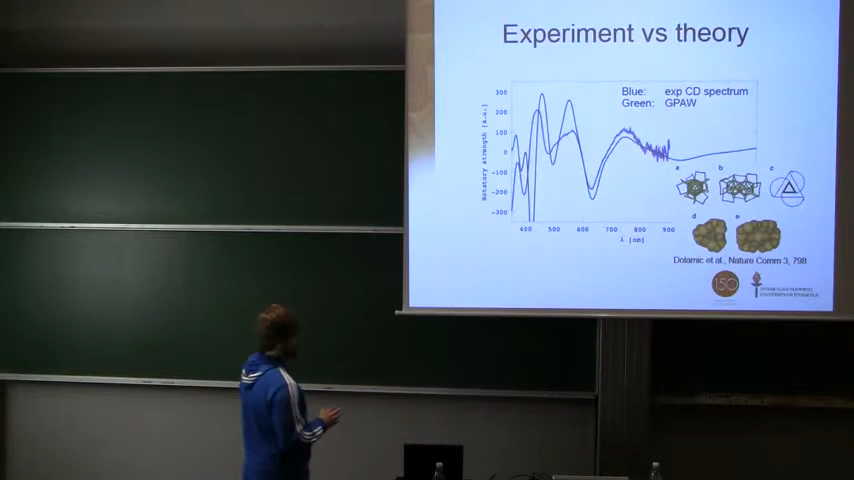 Experiment vs theory
Blue: exp CD spectrum
Green: GPAW
Rotatory strength [a.u.]
300
200
100
0
-100
-200
-300
400 500 600 700 800 900
λ [nm]
a b c
d e
Dolamic et al., Nature Comm 3, 798
150